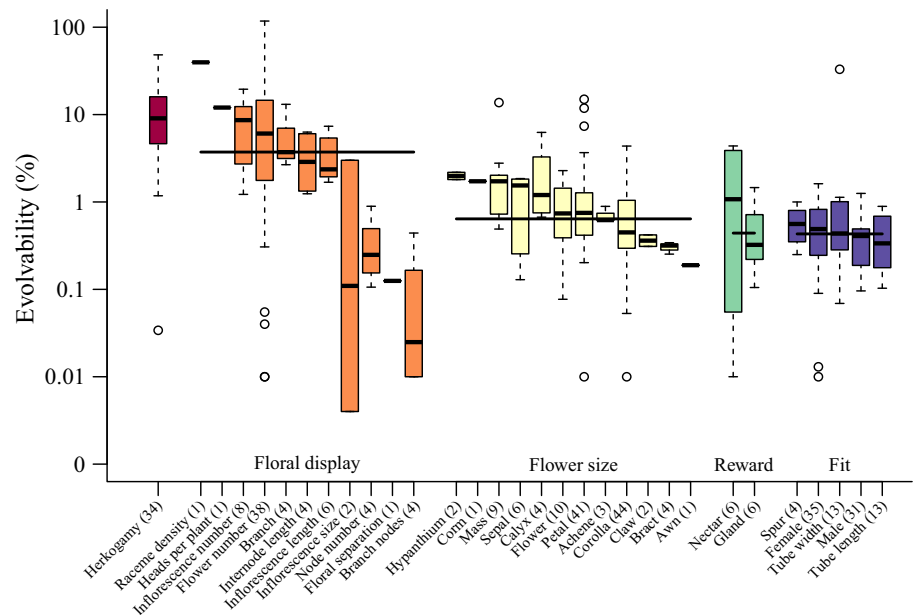 Evolvability (%)
100
10
1
0.1
0.01
0
Floral display
Flower size
Reward
Fit
Herkogamy (34)
Raceme density (1)
Heads per plant (1)
Inflorescence number (8)
Flower number (38)
Branch (4)
Internode length (4)
Inflorescence length (6)
Inflorescence size (2)
Node number (4)
Floral separation (1)
Branch nodes (4)
Hypanthium (2)
Corm (1)
Mass (9)
Sepal (6)
Calyx (4)
Flower (10)
Petal (41)
Achene (3)
Corolla (44)
Claw (2)
Bract (4)
Awn (1)
Nectar (6)
Gland (6)
Spur (4)
Female (35)
Tube width (13)
Male (31)
Tube length (13)